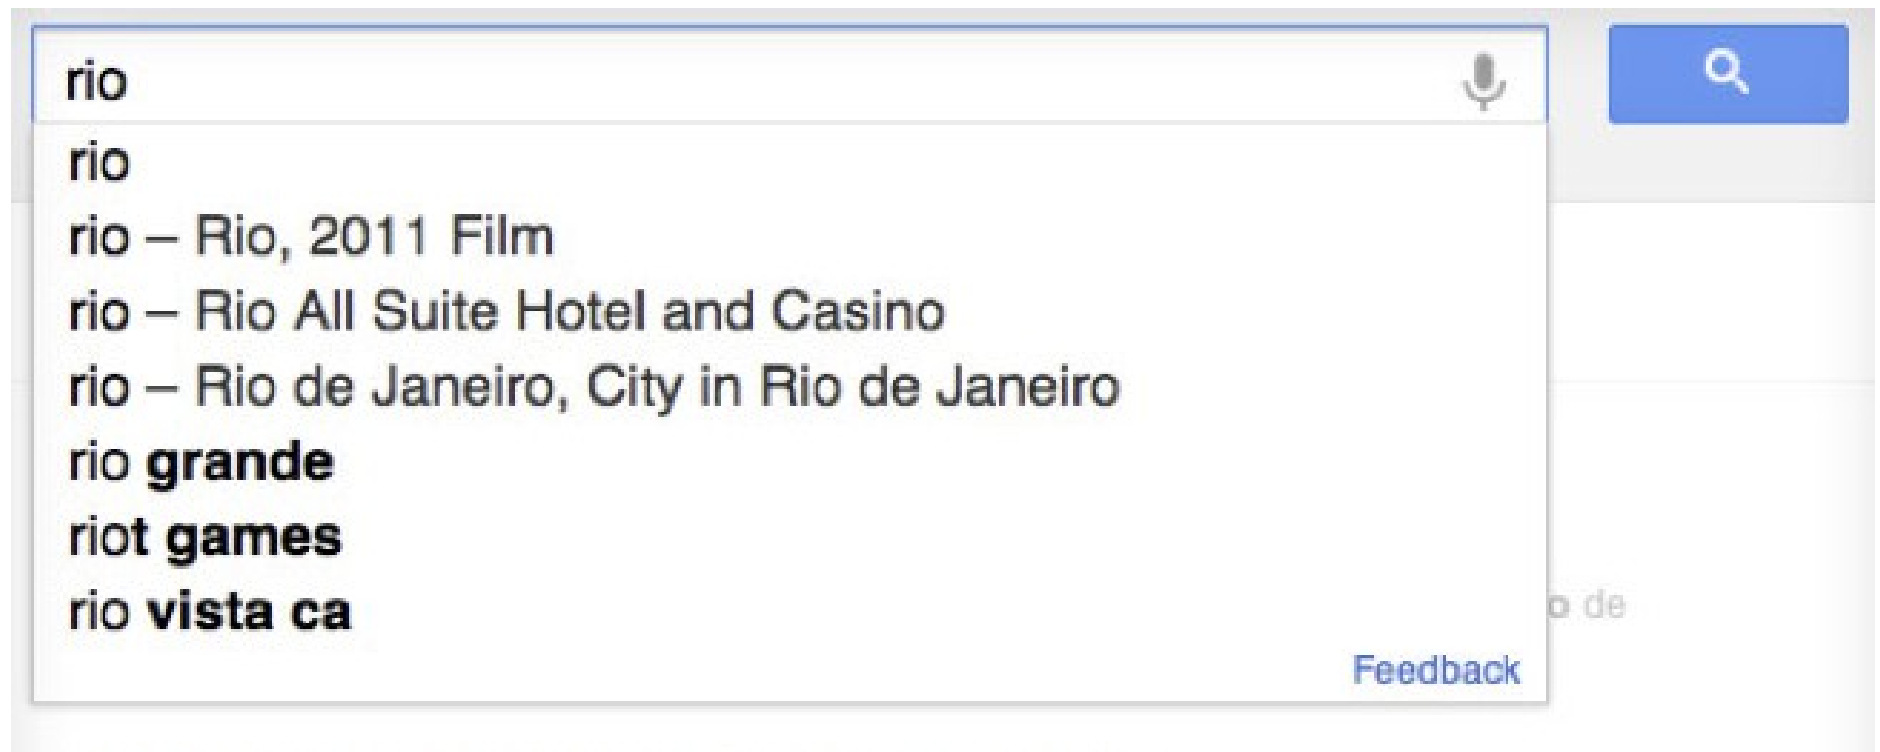 rio
rio
rio – Rio, 2011 Film
rio – Rio All Suite Hotel and Casino
rio – Rio de Janeiro, City in Rio de Janeiro
rio grande
riot games
rio vista ca
o de
Feedback